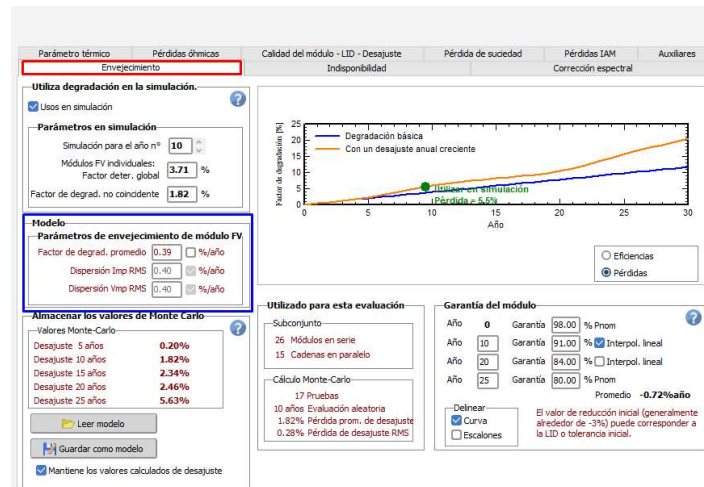 Parámetro térmico
Pérdidas óhmicas
Calidad del módulo - LID - Desajuste
Pérdida de suciedad
Pérdidas IAM
Auxiliares
Envejecimiento
Indisponibilidad
Corrección espectral
Utiliza degradación en la simulación.
?
Usos en simulación
Parámetros en simulación
Simulación para el año nº 10
Módulos FV individuales:
Factor deter. global 3.71 %
Factor de degrad. no coincidente 1.82 %
Modelo
Parámetros de envejecimiento de módulo FV
Factor de degrad. promedio 0.39 %/año
Dispersión Imp RMS 0.40 %/año
Dispersión Vmp RMS 0.40 %/año
Almacenar los valores de Monte Carlo
?
Valores Monte-Carlo
Desajuste 5 años 0.20%
Desajuste 10 años 1.82%
Desajuste 15 años 2.34%
Desajuste 20 años 2.46%
Desajuste 25 años 5.63%
Leer modelo
Guardar como modelo
Mantiene los valores calculados de desajuste
Factor de degradación [%]
25
20
15
10
5
0
Degradación básica
Con un desajuste anual creciente
Utilizar en simulación
Pérdida = 5.5%
0 5 10 15 20 25 30
Año
Eficiencias
Pérdidas
Utilizado para esta evaluación
Subconjunto
26 Módulos en serie
15 Cadenas en paralelo
Cálculo Monte-Carlo
17 Pruebas
10 años Evaluación aleatoria
1.82% Pérdida prom. de desajuste
0.28% Pérdida de desajuste RMS
Garantía del módulo
?
Año 0 Garantía 98.00 % Pnom
Año 10 Garantía 91.00 % Interpol. lineal
Año 20 Garantía 84.00 % Interpol. lineal
Año 25 Garantía 80.00 % Pnom
Promedio -0.72%año
Delinear
Curva
Escalones
El valor de reducción inicial (generalmente
alrededor de -3%) puede corresponder a
la LID o tolerancia inicial.